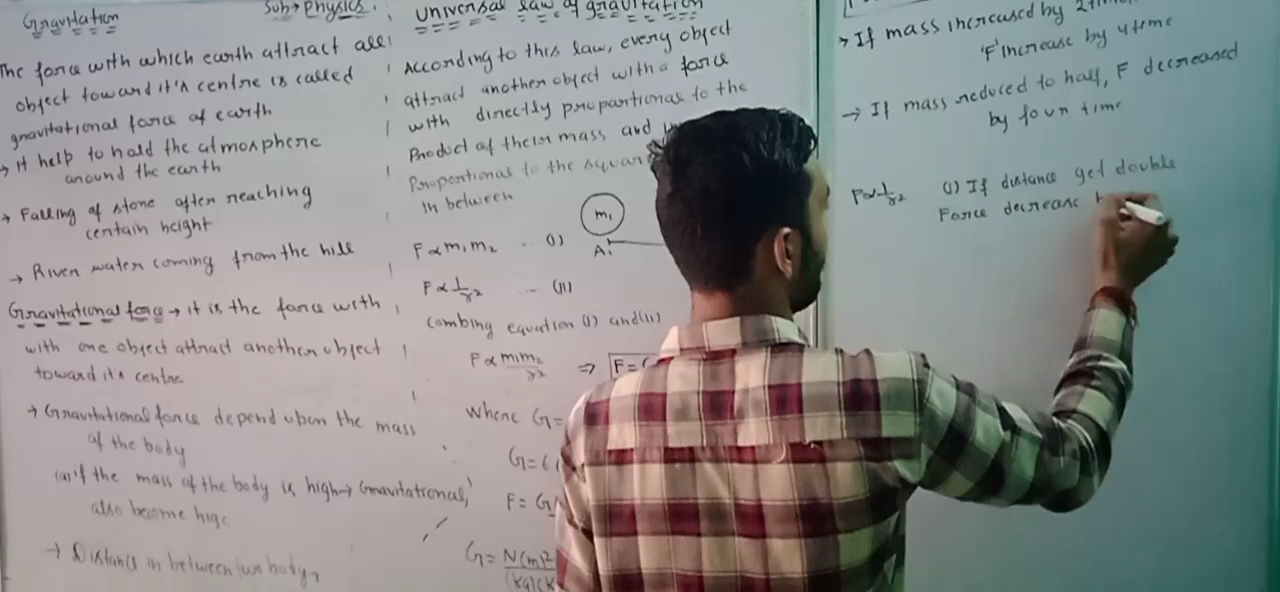 Gravitation
Sub→ Physics.
The force with which earth attract all
object toward it's centre is called
gravitational force of earth
→ it help to hold the atmosphere
around the earth
→ Falling of stone after reaching
certain height
→ River water coming from the hill
Gravitational force → it is the force with
with one object attract another object
toward it's centre
→ Gravitational force depend upon the mass
of the body
(a) if the mass of the body is high→ Gravitational,
also become hige
→ Distance in between two body,
Universal law of gravitation
According to this law, every object
attract another object with a force
with directly proportional to the
Product of their mass and
Proportional to the square
in between
m₁
A
F ∝ m₁m₂ -- (i)
F ∝ 1/r² -- (ii)
Combing equation (i) and (ii)
F ∝ m₁m₂/r² ⇒ F=
Where G=
G=6
F = G
G= N(m)²/(kg)(k
→ If mass increased by 2time
'F' increase by 4time
→ If mass reduced to half, F decreased
by four time
F∝1/r² (i) If distance get double
Force decrease